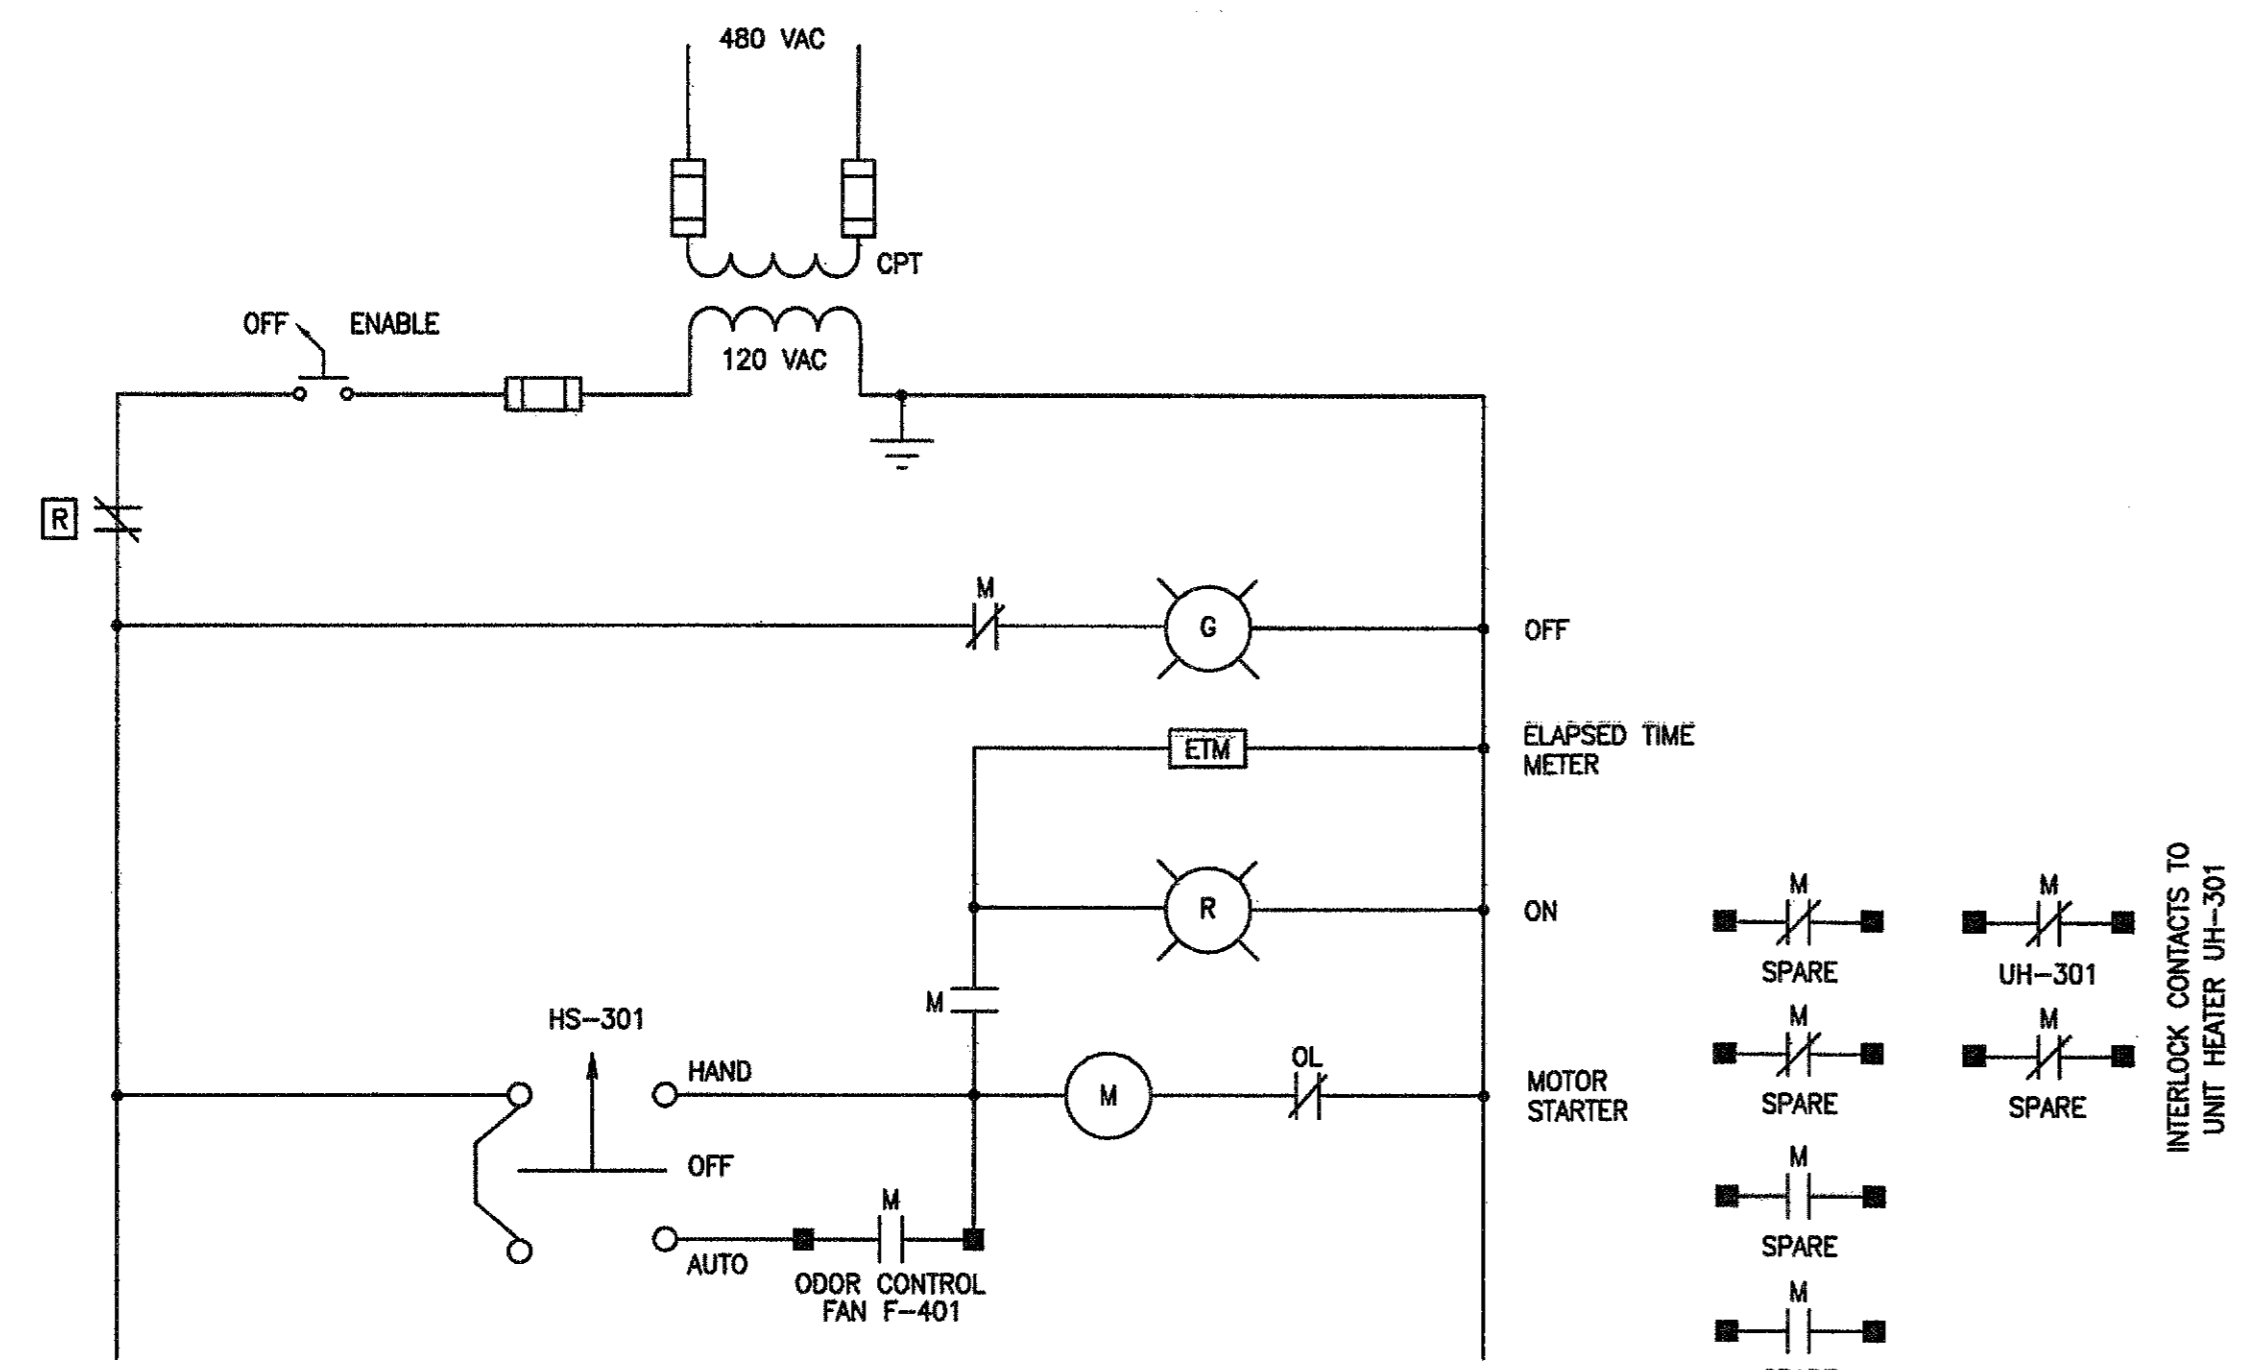 480 VAC
CPT
OFF ENABLE
120 VAC
R
M
G
OFF
ETM
ELAPSED TIME
METER
R
ON
M
HS-301
HAND
M
OL
MOTOR
STARTER
OFF
M
AUTO
ODOR CONTROL
FAN F-401
M
SPARE
M
UH-301
M
SPARE
M
SPARE
M
SPARE
M
INTERLOCK CONTACTS TO
UNIT HEATER UH-301